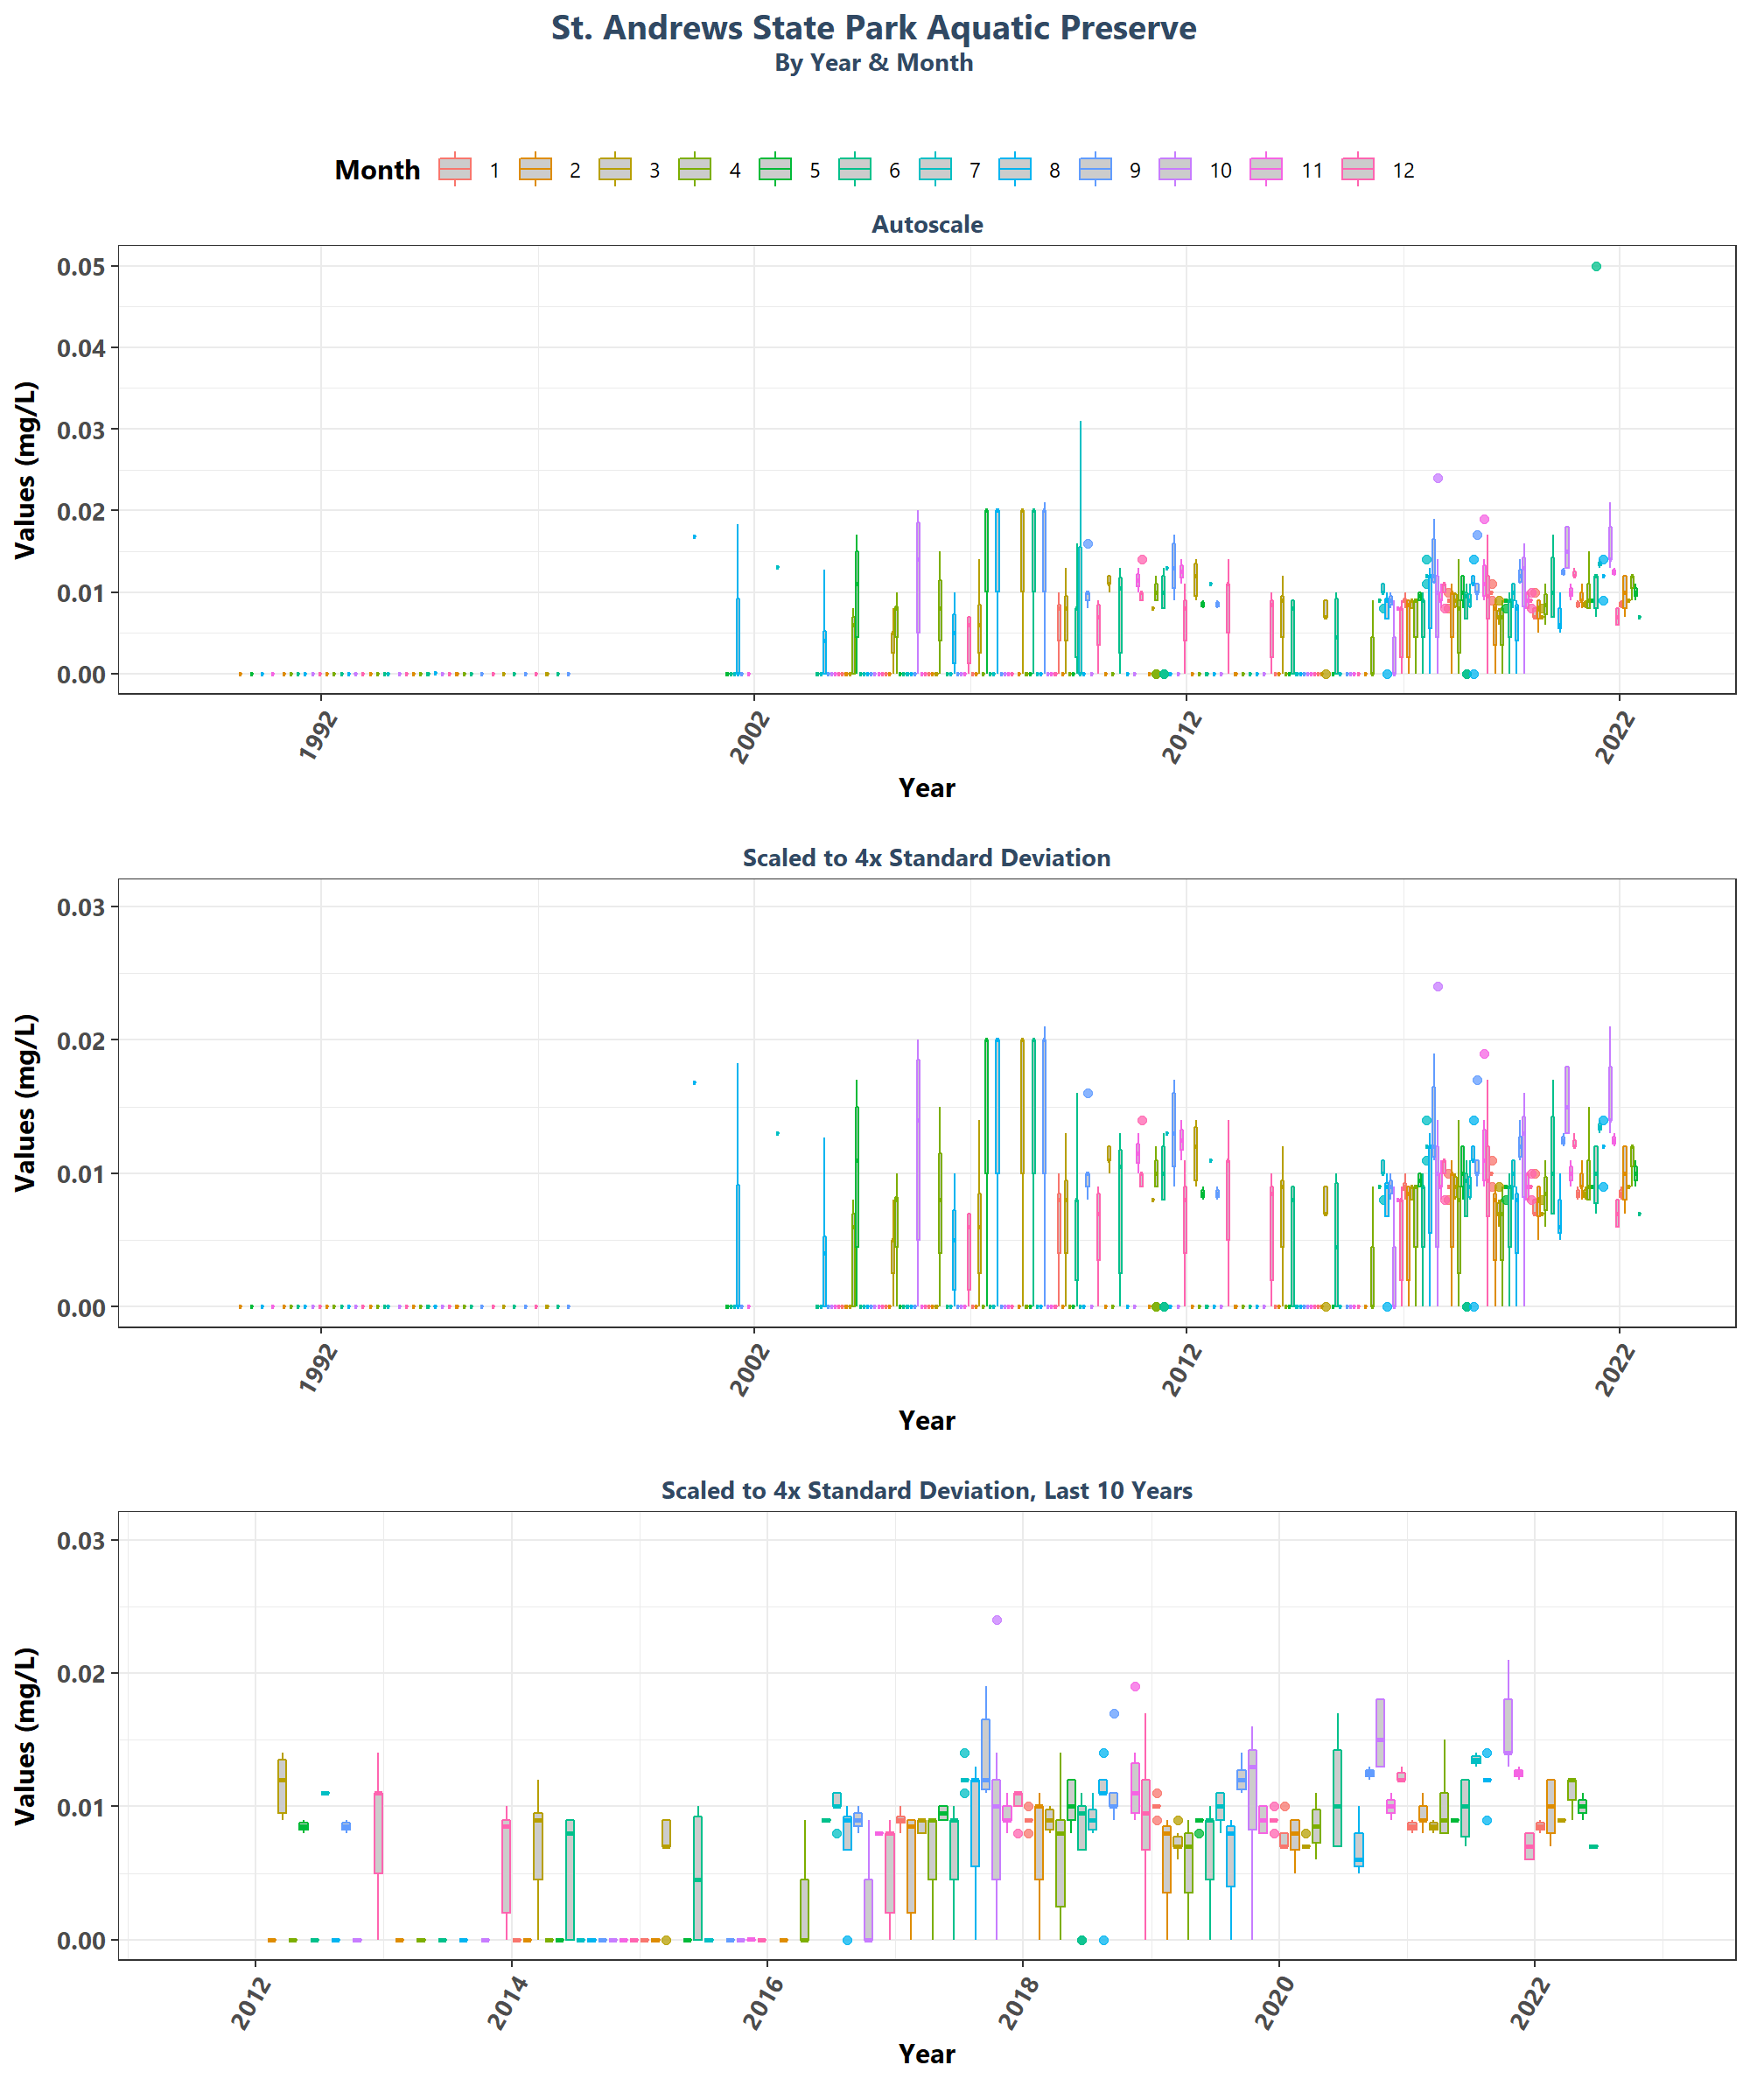 St. Andrews State Park Aquatic Preserve
By Year & Month
Month 1 2 3 4 5 6 7 8 9 10 11 12
Autoscale
Values (mg/L)
0.05
0.04
0.03
0.02
0.01
0.00
1992 2002 2012 2022
Year
Scaled to 4x Standard Deviation
Values (mg/L)
0.03
0.02
0.01
0.00
1992 2002 2012 2022
Year
Scaled to 4x Standard Deviation, Last 10 Years
Values (mg/L)
0.03
0.02
0.01
0.00
2012 2014 2016 2018 2020 2022
Year